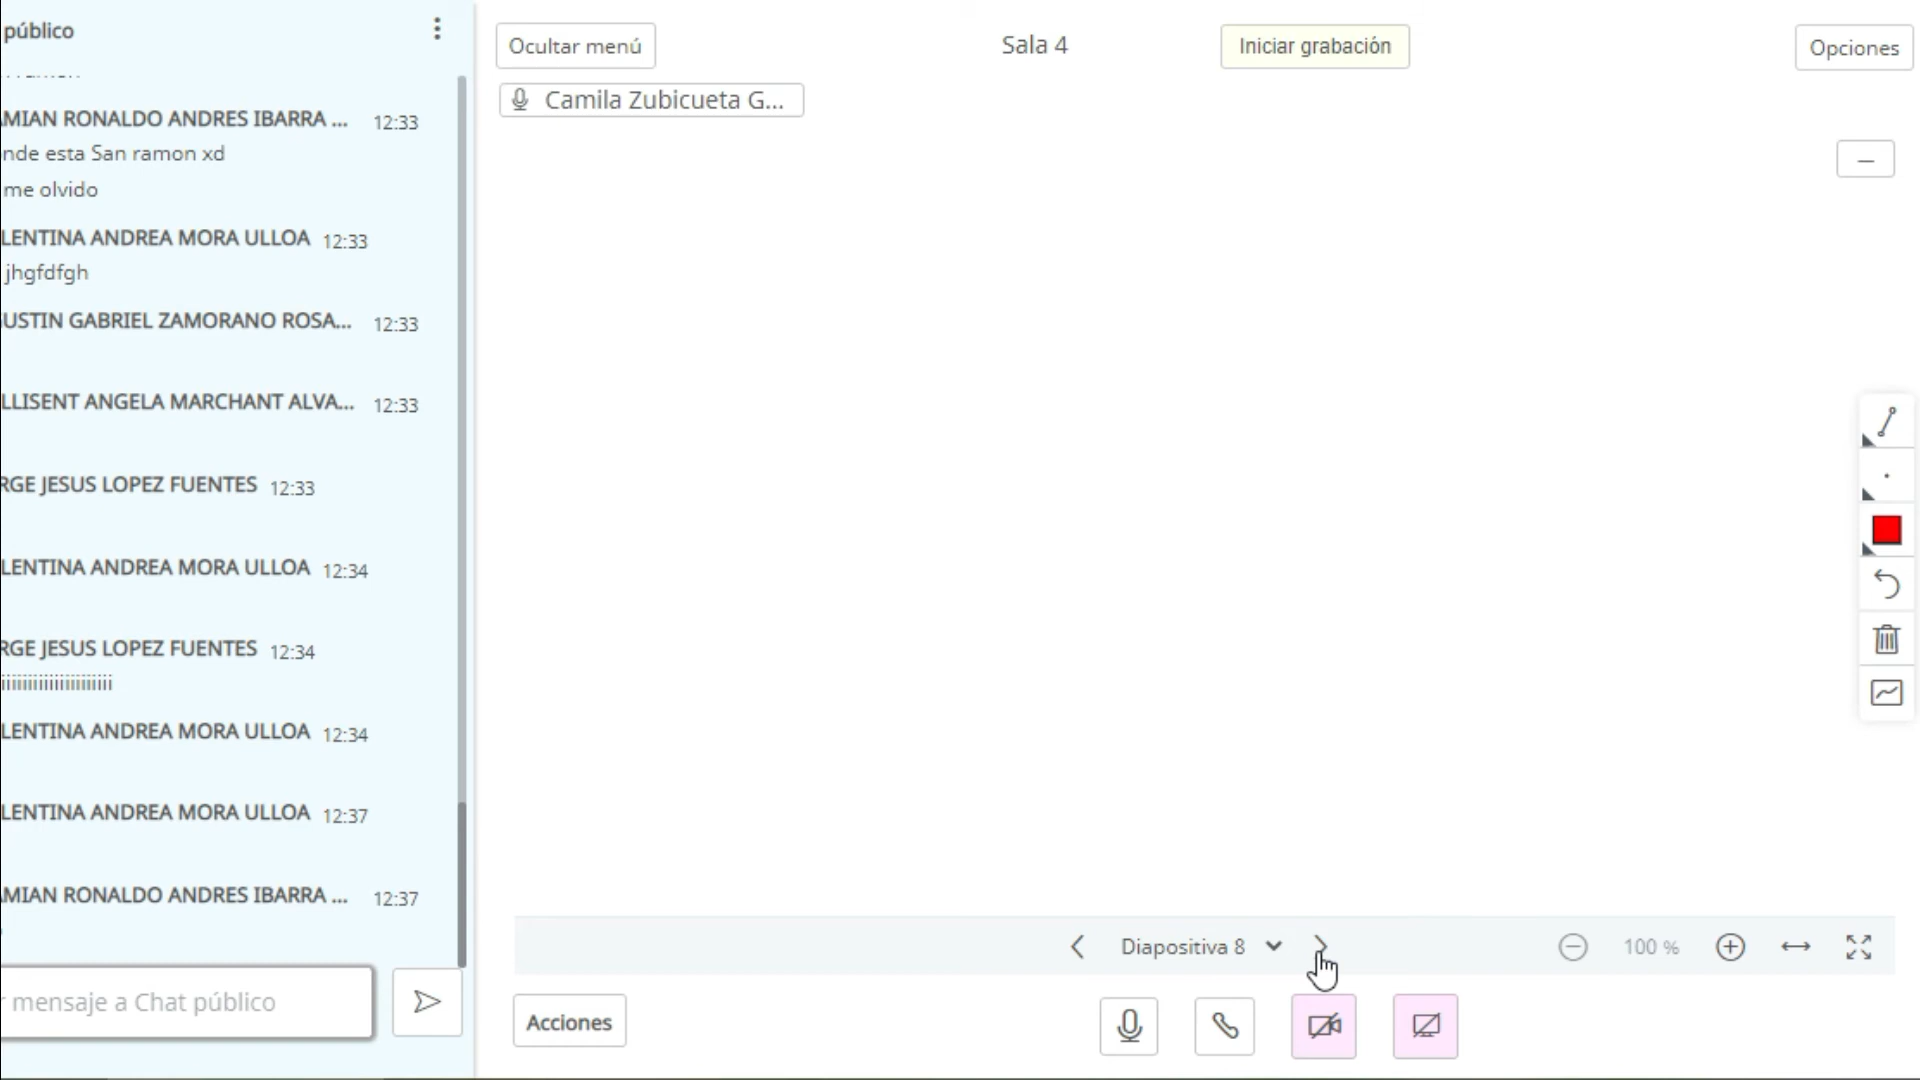 público
Ocultar menú
Sala 4
Iniciar grabación
Opciones
Camila Zubicueta G...
MIAN RONALDO ANDRES IBARRA ... 12:33
nde esta San ramon xd
me olvido
LENTINA ANDREA MORA ULLOA 12:33
jhgfdfgh
USTIN GABRIEL ZAMORANO ROSA... 12:33
LLISENT ANGELA MARCHANT ALVA... 12:33
RGE JESUS LOPEZ FUENTES 12:33
LENTINA ANDREA MORA ULLOA 12:34
RGE JESUS LOPEZ FUENTES 12:34
LENTINA ANDREA MORA ULLOA 12:34
LENTINA ANDREA MORA ULLOA 12:37
MIAN RONALDO ANDRES IBARRA ... 12:37
mensaje a Chat público
Diapositiva 8
100 %
Acciones